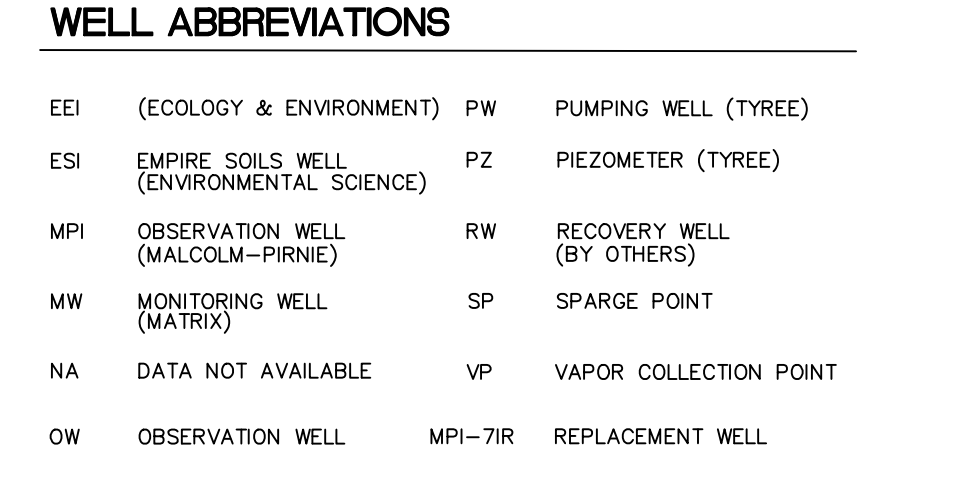 WELL ABBREVIATIONS
EEI (ECOLOGY & ENVIRONMENT) PW PUMPING WELL (TYREE)
ESI EMPIRE SOILS WELL PZ PIEZOMETER (TYREE)
(ENVIRONMENTAL SCIENCE)
MPI OBSERVATION WELL RW RECOVERY WELL
(MALCOLM-PIRNIE) (BY OTHERS)
MW MONITORING WELL SP SPARGE POINT
(MATRIX)
NA DATA NOT AVAILABLE VP VAPOR COLLECTION POINT
OW OBSERVATION WELL MPI-7IR REPLACEMENT WELL